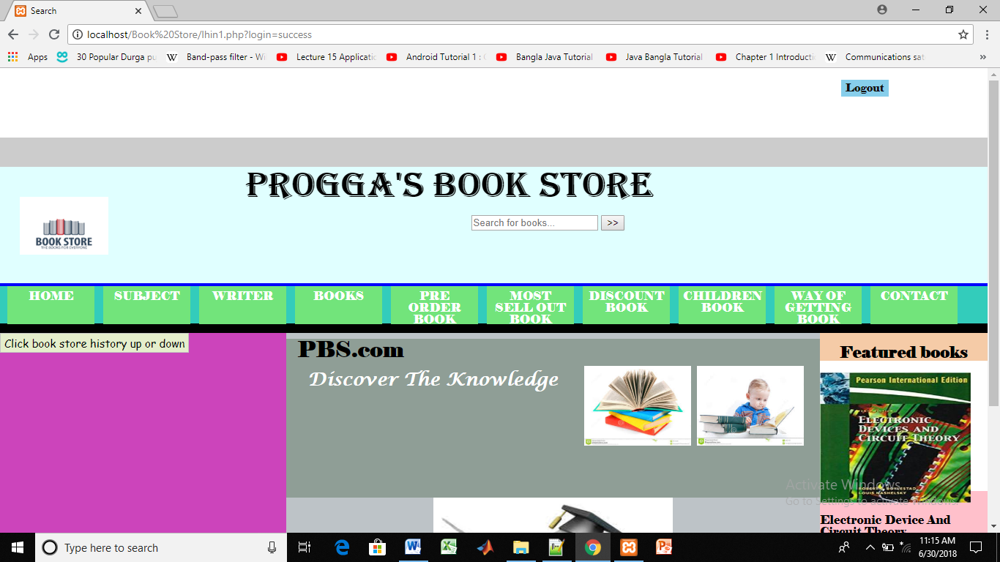 Search
localhost/Book%20Store/lhin1.php?login=success
Apps
30 Popular Durga pu
Band-pass filter - Wi
Lecture 15 Applicatio
Android Tutorial 1 :
Bangla Java Tutorial
Java Bangla Tutorial
Chapter 1 Introducti
Communications sat
»
Logout
PROGGA'S BOOK STORE
BOOK STORE
THE BOOKS FOR EVERYONE
Search for books...
>>
HOME
SUBJECT
WRITER
BOOKS
PRE
ORDER
BOOK
MOST
SELL OUT
BOOK
DISCOUNT
BOOK
CHILDREN
BOOK
WAY OF
GETTING
BOOK
CONTACT
Click book store history up or down
PBS.com
Discover The Knowledge
Featured books
Pearson International Edition
ELECTRONIC
DEVICES AND
CIRCUIT THEORY
ROBERT L. BOYLESTAD
LOUIS NASHELSKY
Activate Windows
Go to Settings to activate Windows.
Electronic Device And
Circuit Theory
Type here to search
11:15 AM
6/30/2018